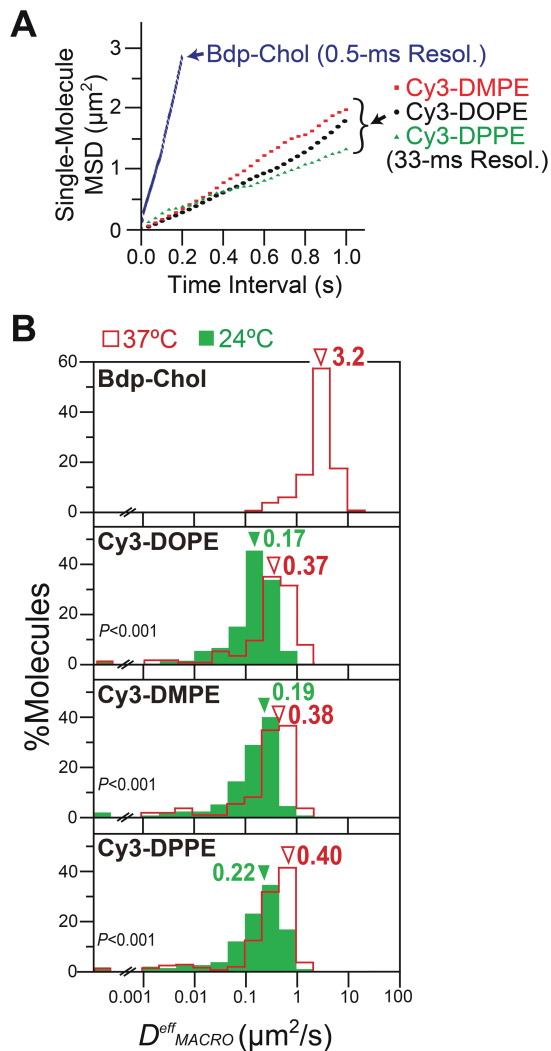 A
Single-Molecule
MSD (µm²)
3
2
1
0
Bdp-Chol (0.5-ms Resol.)
Cy3-DMPE
Cy3-DOPE
Cy3-DPPE
(33-ms Resol.)
0.0 0.2 0.4 0.6 0.8 1.0
Time Interval (s)
B
37ºC 24ºC
60
40
20
0
Bdp-Chol
3.2
%Molecules
Cy3-DOPE
0.17
0.37
40
20
0
P<0.001
Cy3-DMPE
0.19
0.38
40
20
0
P<0.001
Cy3-DPPE
0.40
0.22
40
20
0
P<0.001
0.001 0.01 0.1 1 10 100
D^eff_MACRO (µm²/s)